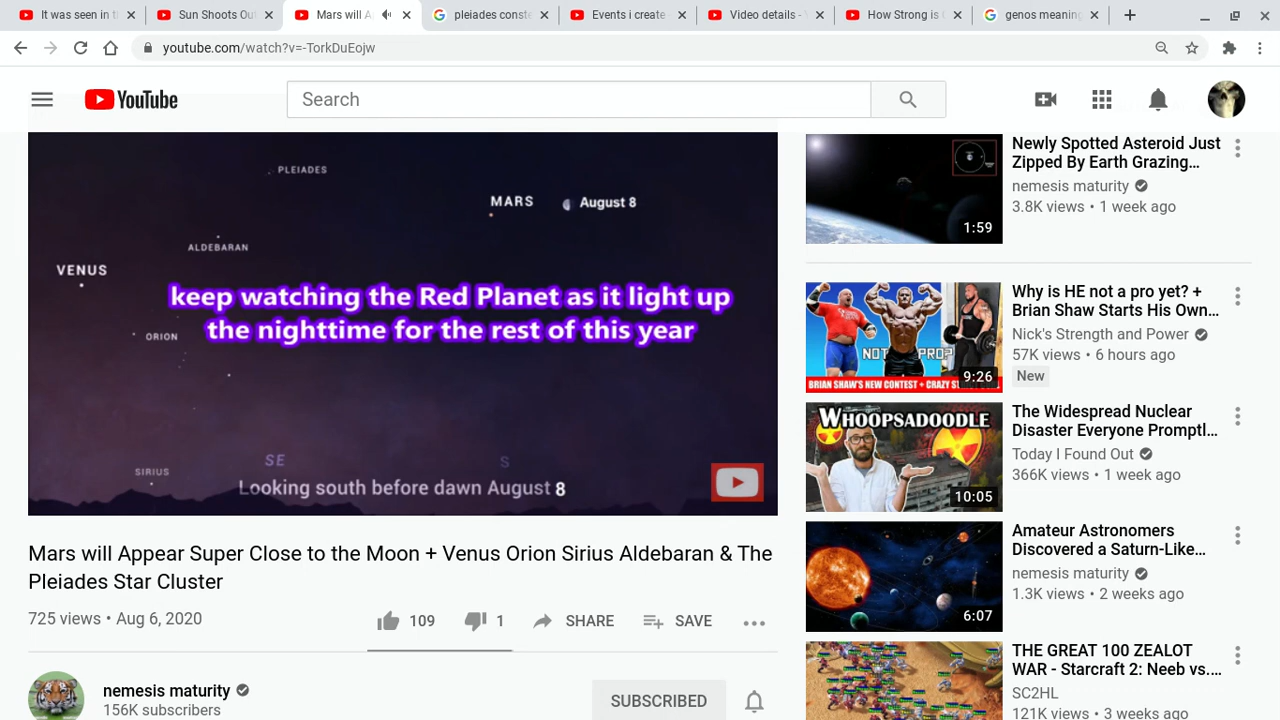 It was seen in t
Sun Shoots Ou
Mars will A
pleiades conste
Events i create
Video details - Y
How Strong is
genos meaning
youtube.com/watch?v=-TorkDuEojw
YouTube
Search
PLEIADES
MARS
August 8
ALDEBARAN
VENUS
keep watching the Red Planet as it light up
the nighttime for the rest of this year
ORION
SE
S
SIRIUS
Looking south before dawn August 8
Mars will Appear Super Close to the Moon + Venus Orion Sirius Aldebaran & The
Pleiades Star Cluster
725 views • Aug 6, 2020
109
1
SHARE
SAVE
nemesis maturity
156K subscribers
SUBSCRIBED
Newly Spotted Asteroid Just
Zipped By Earth Grazing…
nemesis maturity
3.8K views • 1 week ago
1:59
Why is HE not a pro yet? +
Brian Shaw Starts His Own…
Nick's Strength and Power
57K views • 6 hours ago
New
NOT PRO?
9:26
BRIAN SHAW'S NEW CONTEST + CRAZY
The Widespread Nuclear
Disaster Everyone Promptl…
Today I Found Out
366K views • 1 week ago
WHOOPSADOODLE
10:05
Amateur Astronomers
Discovered a Saturn-Like…
nemesis maturity
1.3K views • 2 weeks ago
6:07
THE GREAT 100 ZEALOT
WAR - Starcraft 2: Neeb vs.…
SC2HL
121K views • 3 weeks ago